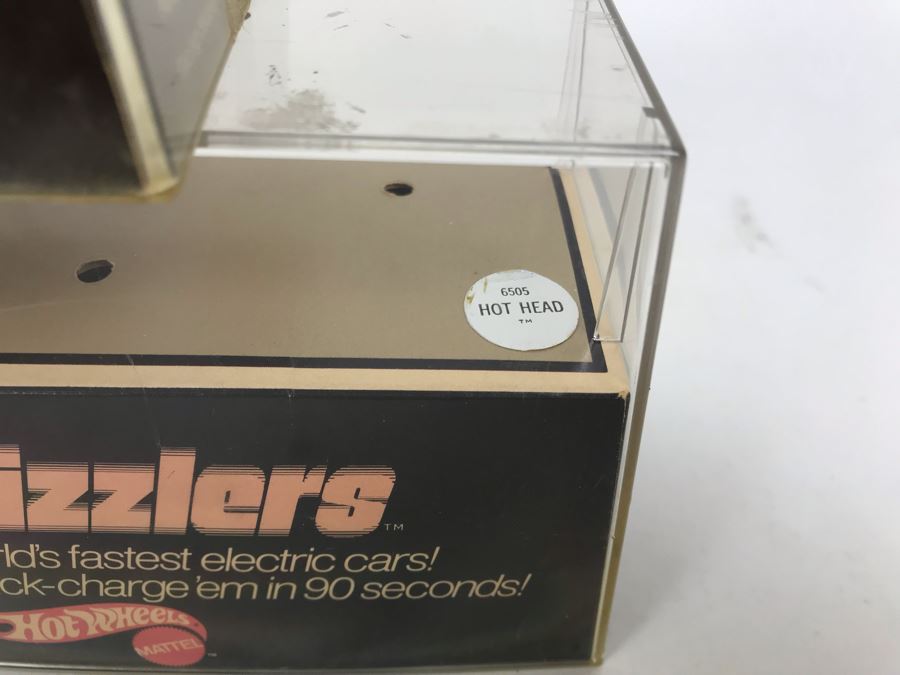 6505
HOT HEAD
TM
izzlers TM
rld's fastest electric cars!
ck-charge 'em in 90 seconds!
HOT WHEELS
MATTEL TM